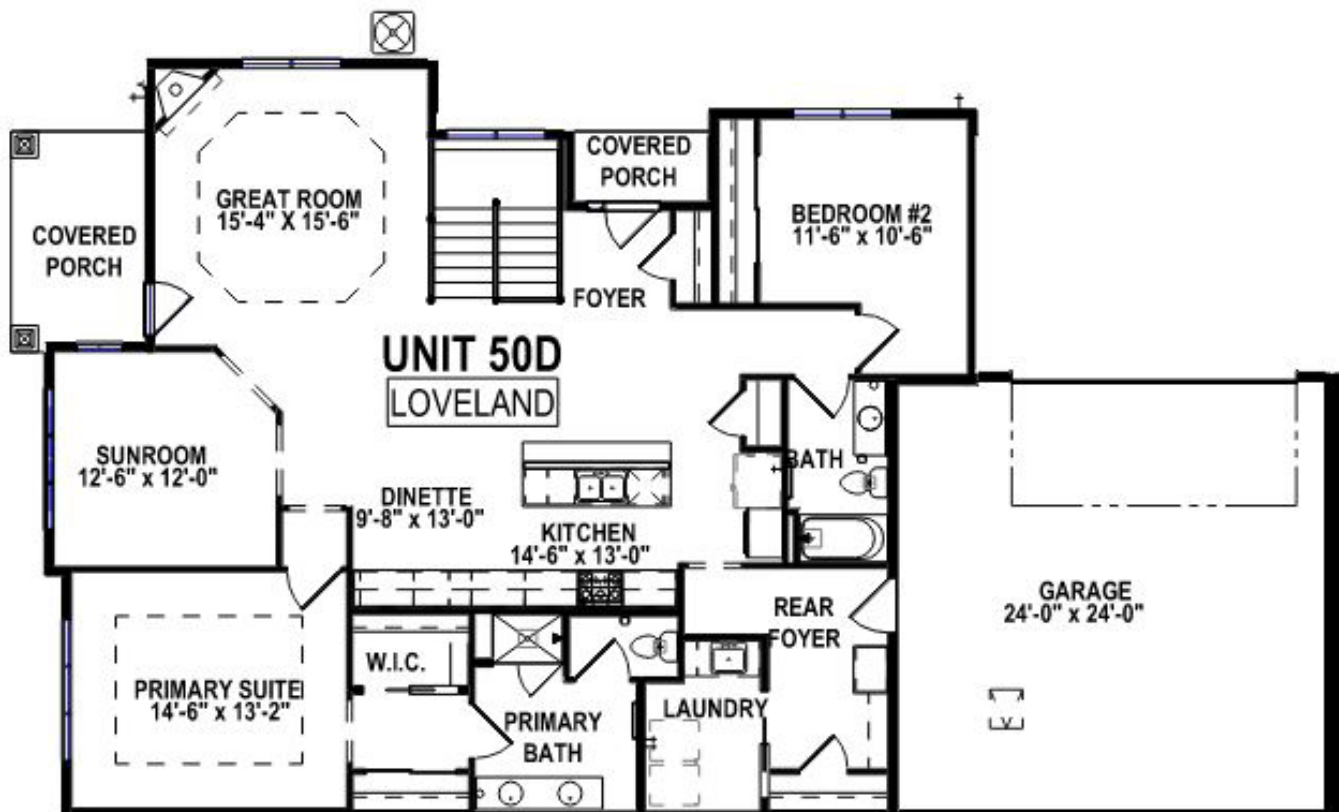 COVERED
PORCH
GREAT ROOM
15'-4" X 15'-6"
COVERED
PORCH
BEDROOM #2
11'-6" x 10'-6"
FOYER
UNIT 50D
LOVELAND
SUNROOM
12'-6" x 12'-0"
BATH
DINETTE
9'-8" x 13'-0"
KITCHEN
14'-6" x 13'-0"
GARAGE
24'-0" x 24'-0"
REAR
FOYER
W.I.C.
PRIMARY SUITE
14'-6" x 13'-2"
PRIMARY
BATH
LAUNDRY